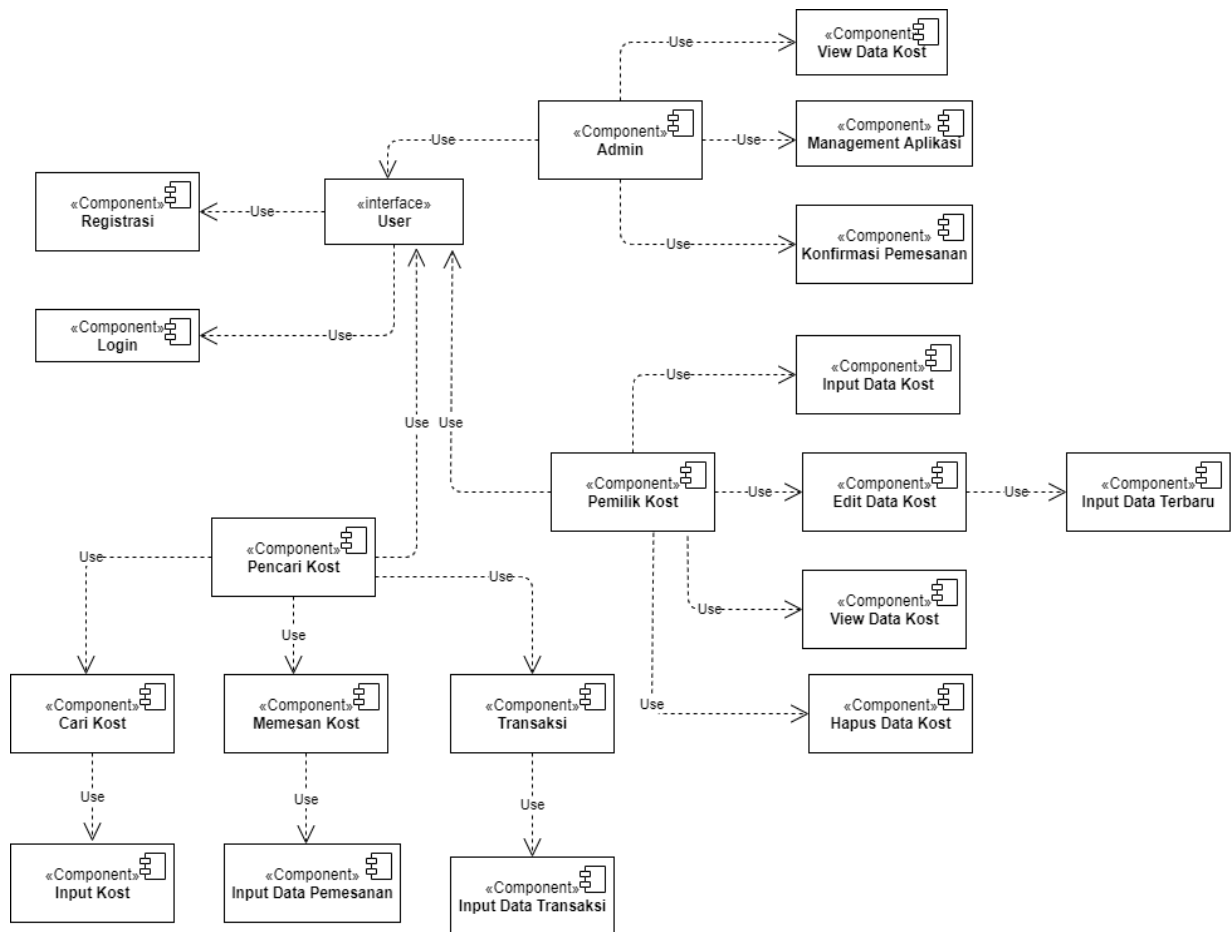 «Component»
View Data Kost
Use
«Component»
Admin
Use
«Component»
Management Aplikasi
Use
«Component»
Registrasi
Use
«interface»
User
Use
«Component»
Konfirmasi Pemesanan
«Component»
Login
Use
«Component»
Input Data Kost
Use
Use
Use
«Component»
Pemilik Kost
Use
«Component»
Edit Data Kost
Use
«Component»
Input Data Terbaru
«Component»
Pencari Kost
Use
Use
Use
Use
«Component»
View Data Kost
«Component»
Cari Kost
«Component»
Memesan Kost
«Component»
Transaksi
Use
«Component»
Hapus Data Kost
Use
Use
Use
«Component»
Input Kost
«Component»
Input Data Pemesanan
«Component»
Input Data Transaksi